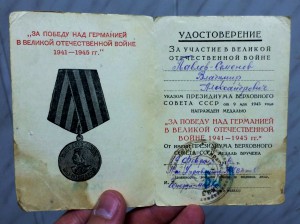 „ЗА ПОБЕДУ НАД ГЕРМАНИЕЙ
В ВЕЛИКОЙ ОТЕЧЕСТВЕННОЙ ВОЙНЕ
1941—1945 гг.“
УДОСТОВЕРЕНИЕ
ЗА УЧАСТИЕ В ВЕЛИКОЙ
ОТЕЧЕСТВЕННОЙ ВОЙНЕ
Владимир
Александрович
УКАЗОМ ПРЕЗИДИУМА ВЕРХОВНОГО
СОВЕТА СССР от 9 мая 1945 года
НАГРАЖДЕН МЕДАЛЬЮ
„ЗА ПОБЕДУ НАД ГЕРМАНИЕЙ
В ВЕЛИКОЙ ОТЕЧЕСТВЕННОЙ
ВОЙНЕ 1941—1945 гг.“
От имени ПРЕЗИДИУМА ВЕРХОВНОГО
СОВЕТА СССР МЕДАЛЬ ВРУЧЕНА